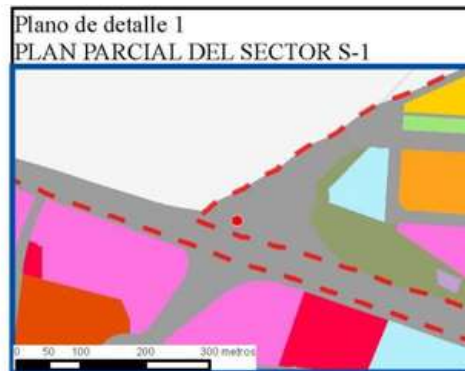 Plano de detalle 1
PLAN PARCIAL DEL SECTOR S-1
0 50 100 200 300 metros